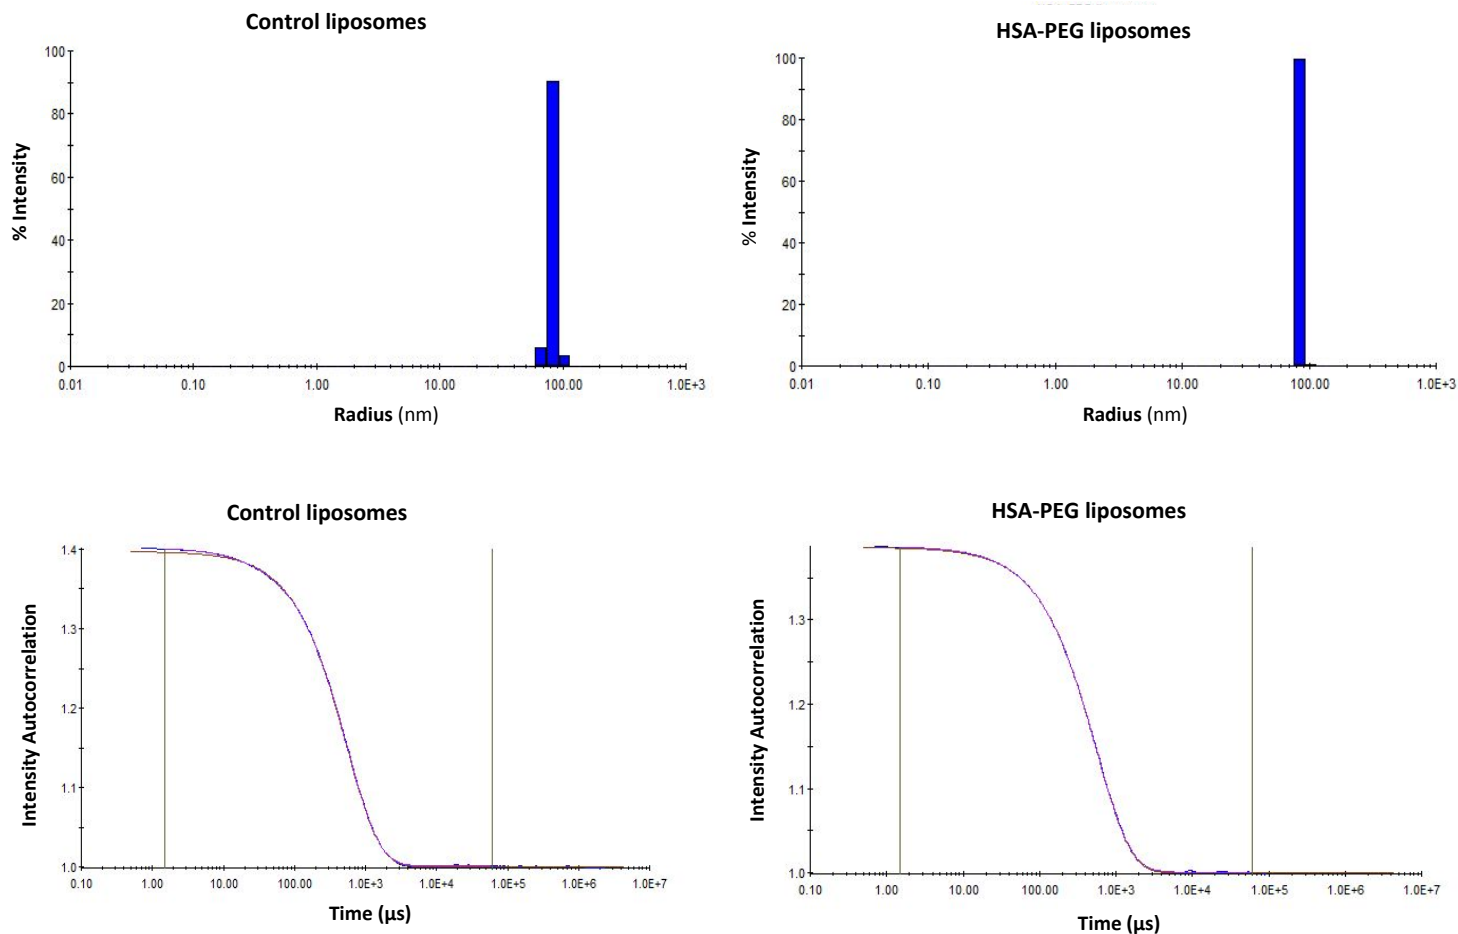 Control liposomes
100
80
60
40
20
0
% Intensity
0.01 0.10 1.00 10.00 100.00 1.0E+3
Radius (nm)
HSA-PEG liposomes
100
80
60
40
20
0
% Intensity
0.01 0.10 1.00 10.00 100.00 1.0E+3
Radius (nm)
Control liposomes
1.4
1.3
1.2
1.1
1.0
Intensity Autocorrelation
0.10 1.00 10.00 100.00 1.0E+3 1.0E+4 1.0E+5 1.0E+6 1.0E+7
Time (µs)
HSA-PEG liposomes
1.3
1.2
1.1
1.0
Intensity Autocorrelation
0.10 1.00 10.00 100.00 1.0E+3 1.0E+4 1.0E+5 1.0E+6 1.0E+7
Time (µs)